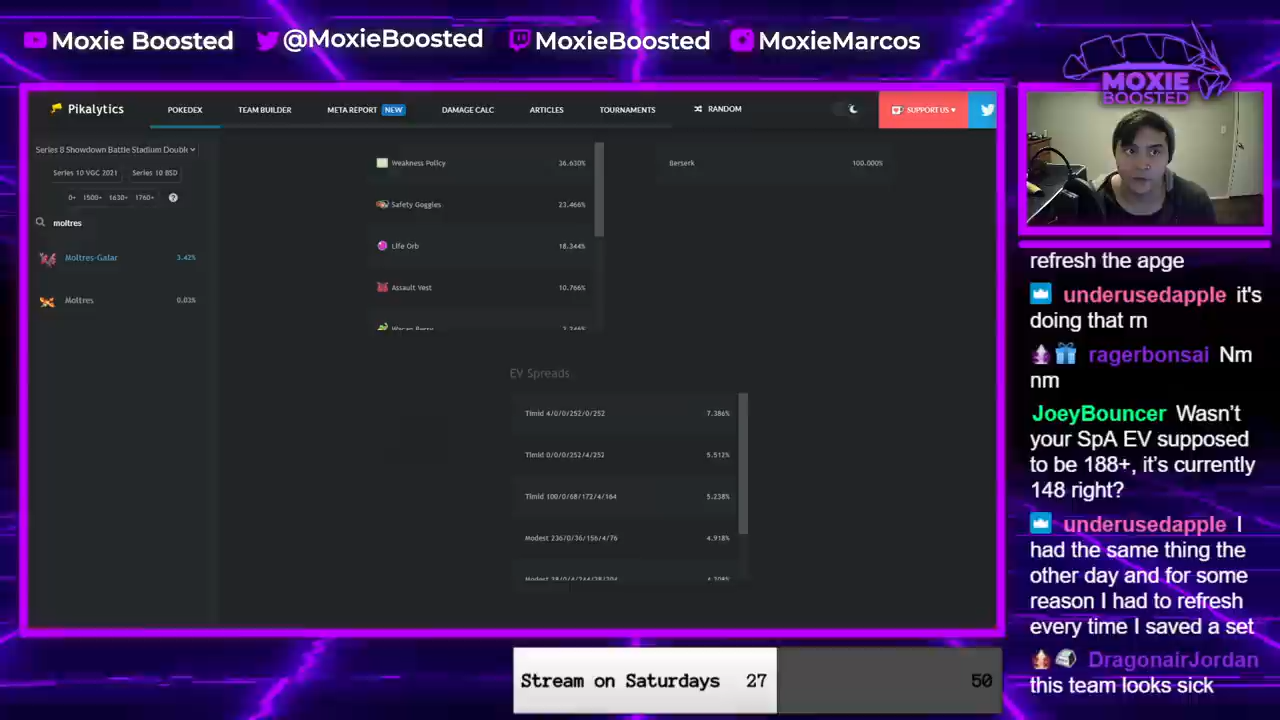 Moxie Boosted @MoxieBoosted MoxieBoosted MoxieMarcos
MOXIE
BOOSTED
Pikalytics POKEDEX TEAM BUILDER META REPORT NEW DAMAGE CALC ARTICLES TOURNAMENTS RANDOM SUPPORT US
Series 8 Showdown Battle Stadium Double
Series 10 VGC 2021 Series 10 BSD
0+ 1500+ 1630+ 1760+ ?
moltres
Moltres-Galar 3.42%
Moltres 0.03%
Weakness Policy 36.630%
Safety Goggles 23.466%
Life Orb 18.344%
Assault Vest 10.766%
Wacan Berry
Berserk 100.000%
EV Spreads
Timid 4/0/0/252/0/252 7.386%
Timid 0/0/0/252/4/252 5.512%
Timid 100/0/68/172/4/164 5.238%
Modest 236/0/36/156/4/76 4.918%
refresh the apge
underusedapple it's
doing that rn
ragerbonsai Nm
nm
JoeyBouncer Wasn't
your SpA EV supposed
to be 188+, it's currently
148 right?
underusedapple I
had the same thing the
other day and for some
reason I had to refresh
every time I saved a set
DragonairJordan
this team looks sick
Stream on Saturdays 27 50